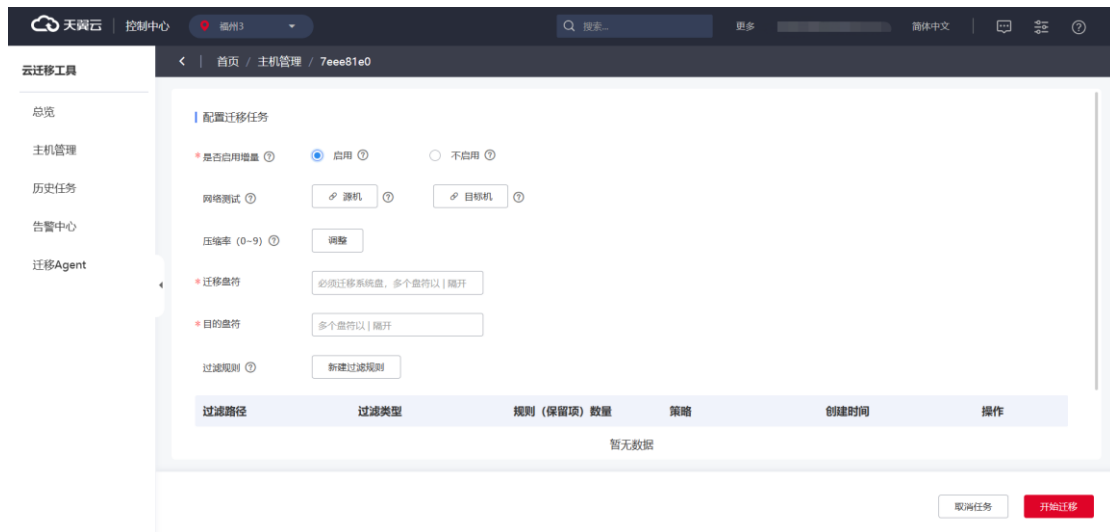 天翼云 控制中心 福州3 搜索... 更多 简体中文
云迁移工具
首页 / 主机管理 / 7eee81e0
总览
主机管理
历史任务
告警中心
迁移Agent
配置迁移任务
* 是否启用增量 启用 不启用
网络测试 源机 目标机
压缩率（0~9） 调整
* 迁移盘符 必须迁移系统盘，多个盘符以 | 隔开
* 目的盘符 多个盘符以 | 隔开
过滤规则 新建过滤规则
过滤路径 过滤类型 规则（保留项）数量 策略 创建时间 操作
暂无数据
取消任务 开始迁移